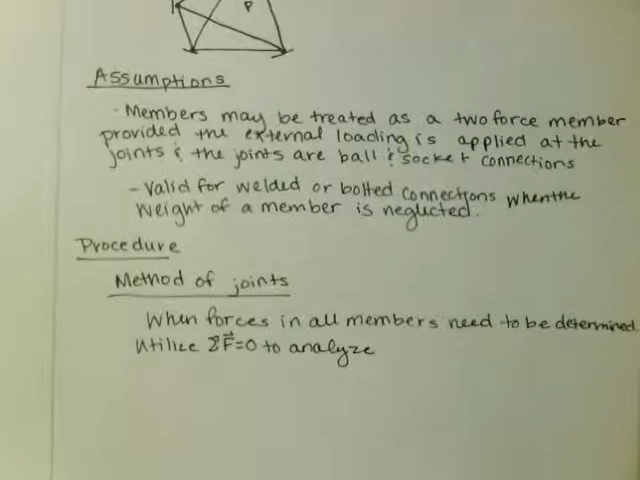 P
Assumptions
· Members may be treated as a two force member
provided the external loading is applied at the
joints & the joints are ball & socket connections
- Valid for welded or bolted connections when the
weight of a member is neglected.
Procedure
Method of joints
When forces in all members need to be determined.
Utilize ΣF⃗=0 to analyze